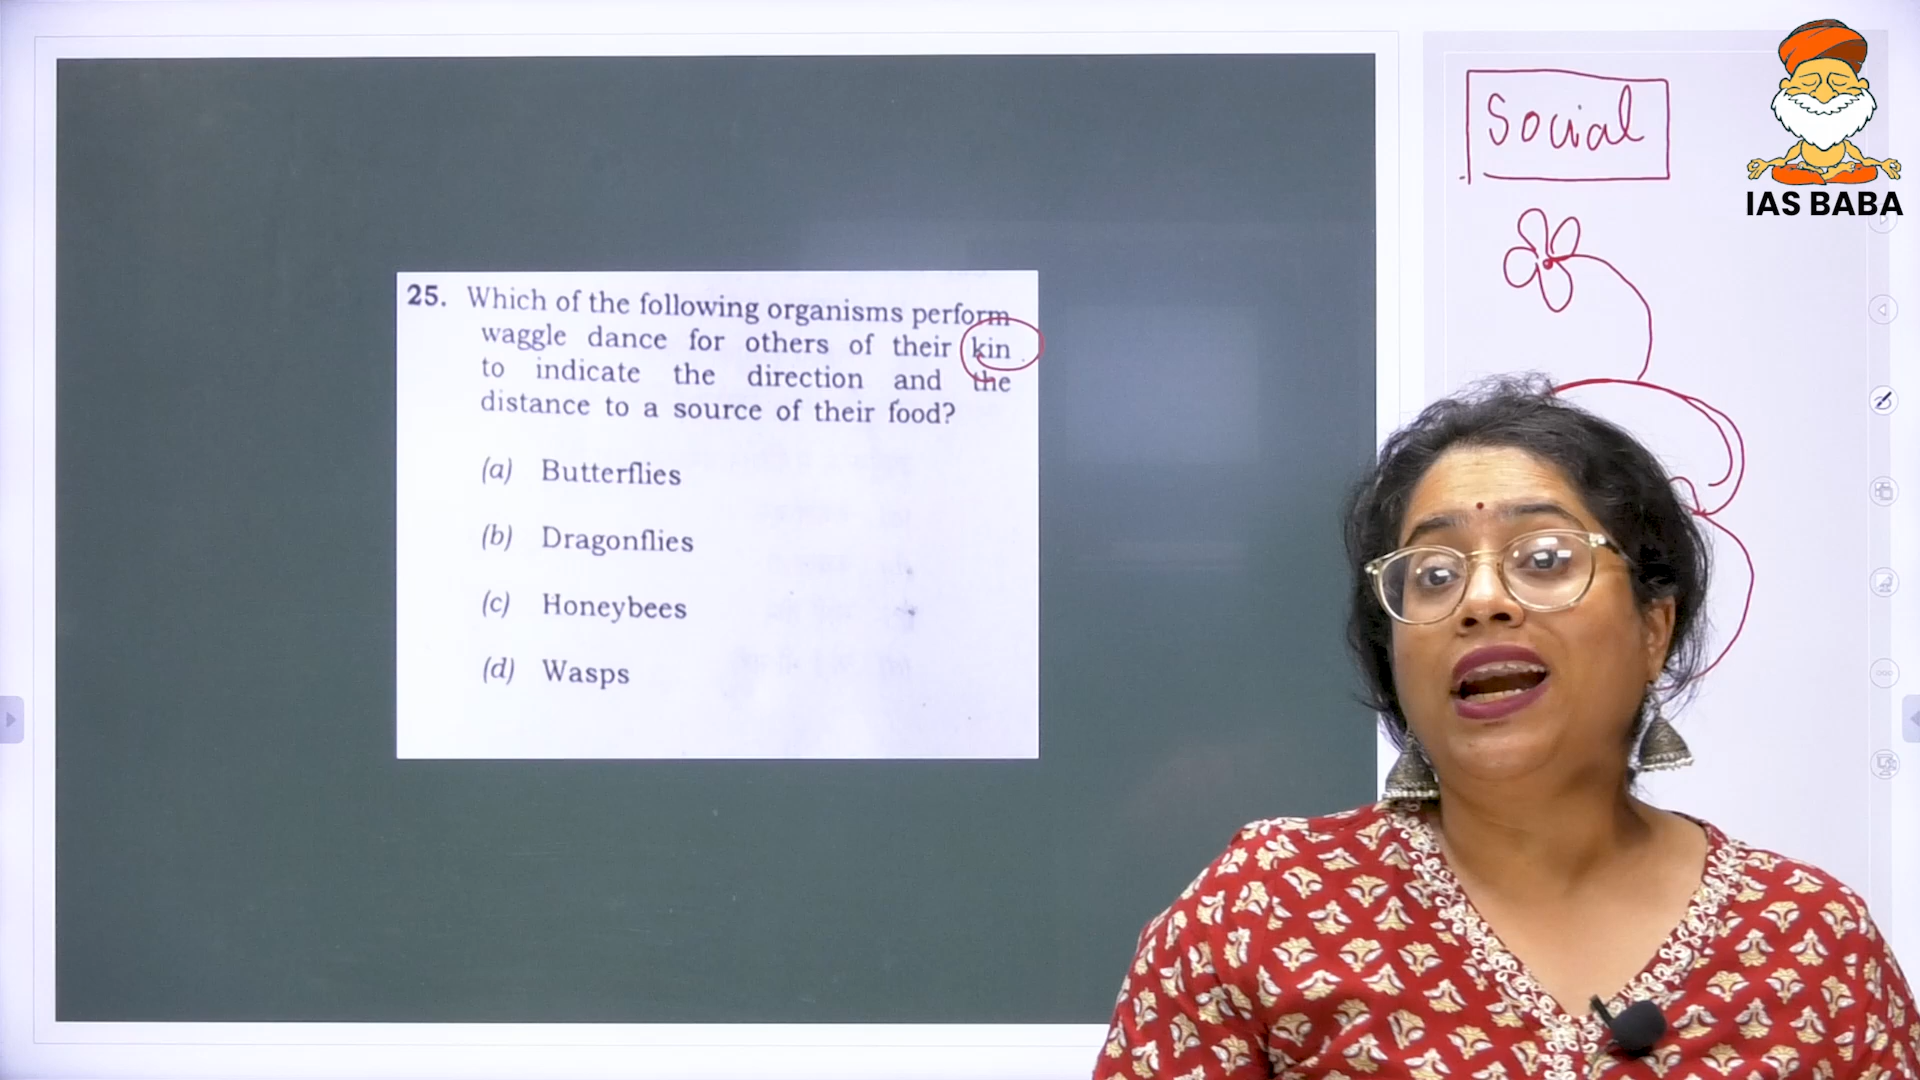 25. Which of the following organisms perform
waggle dance for others of their kin
to indicate the direction and the
distance to a source of their food?
(a) Butterflies
(b) Dragonflies
(c) Honeybees
(d) Wasps
Social
IAS BABA